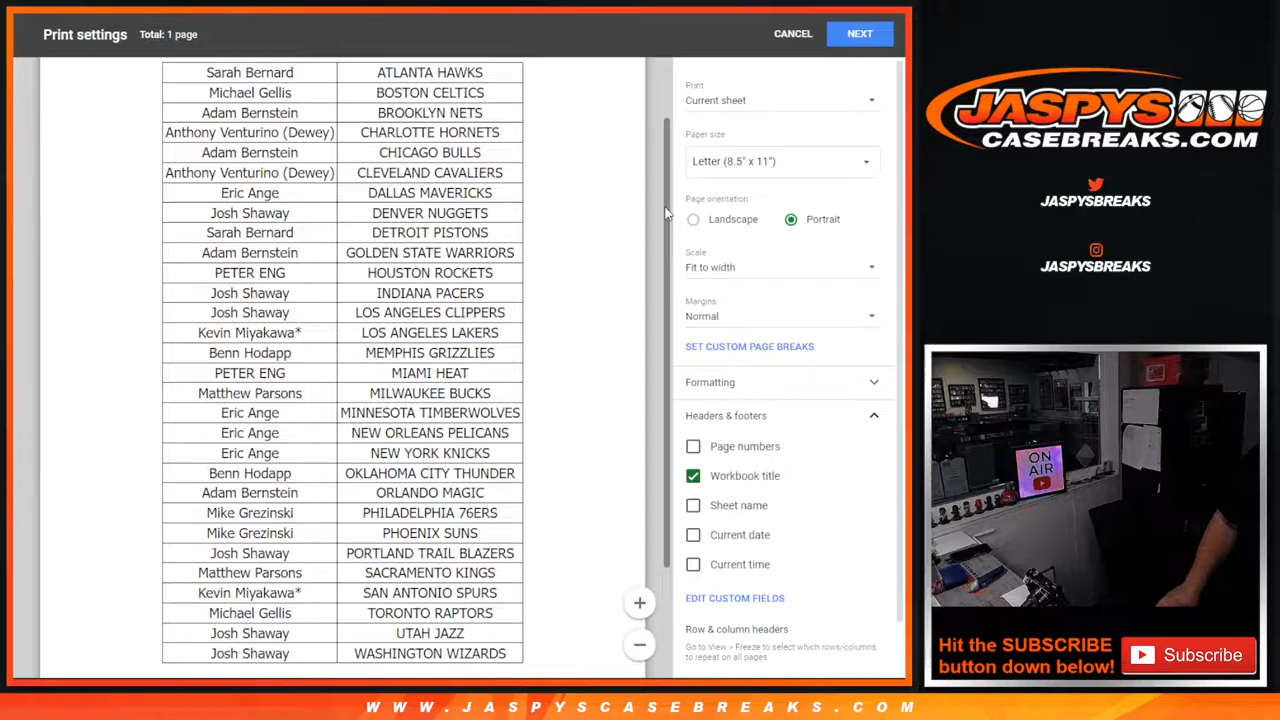 Print settings Total: 1 page CANCEL NEXT
Sarah Bernard ATLANTA HAWKS
Michael Gellis BOSTON CELTICS
Adam Bernstein BROOKLYN NETS
Anthony Venturino (Dewey) CHARLOTTE HORNETS
Adam Bernstein CHICAGO BULLS
Anthony Venturino (Dewey) CLEVELAND CAVALIERS
Eric Ange DALLAS MAVERICKS
Josh Shaway DENVER NUGGETS
Sarah Bernard DETROIT PISTONS
Adam Bernstein GOLDEN STATE WARRIORS
PETER ENG HOUSTON ROCKETS
Josh Shaway INDIANA PACERS
Josh Shaway LOS ANGELES CLIPPERS
Kevin Miyakawa* LOS ANGELES LAKERS
Benn Hodapp MEMPHIS GRIZZLIES
PETER ENG MIAMI HEAT
Matthew Parsons MILWAUKEE BUCKS
Eric Ange MINNESOTA TIMBERWOLVES
Eric Ange NEW ORLEANS PELICANS
Eric Ange NEW YORK KNICKS
Benn Hodapp OKLAHOMA CITY THUNDER
Adam Bernstein ORLANDO MAGIC
Mike Grezinski PHILADELPHIA 76ERS
Mike Grezinski PHOENIX SUNS
Josh Shaway PORTLAND TRAIL BLAZERS
Matthew Parsons SACRAMENTO KINGS
Kevin Miyakawa* SAN ANTONIO SPURS
Michael Gellis TORONTO RAPTORS
Josh Shaway UTAH JAZZ
Josh Shaway WASHINGTON WIZARDS
Print
Current sheet
Paper size
Letter (8.5" x 11")
Page orientation
Landscape Portrait
Scale
Fit to width
Margins
Normal
SET CUSTOM PAGE BREAKS
Formatting
Headers & footers
Page numbers
Workbook title
Sheet name
Current date
Current time
EDIT CUSTOM FIELDS
Row & column headers
Go to View > Freeze to select which rows/columns
to repeat on all pages
JASPYS
CASEBREAKS.COM
JASPYSBREAKS
JASPYSBREAKS
ON
AIR
Hit the SUBSCRIBE
button down below!
Subscribe
WWW.JASPYSCASEBREAKS.COM